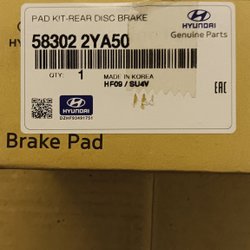 PAD KIT-REAR DISC BRAKE
58302 2YA50
HYUNDAI
Genuine Parts
QTY: 1
MADE IN KOREA
HF09 / SU4V
HYUNDAI
EAC
Brake Pad